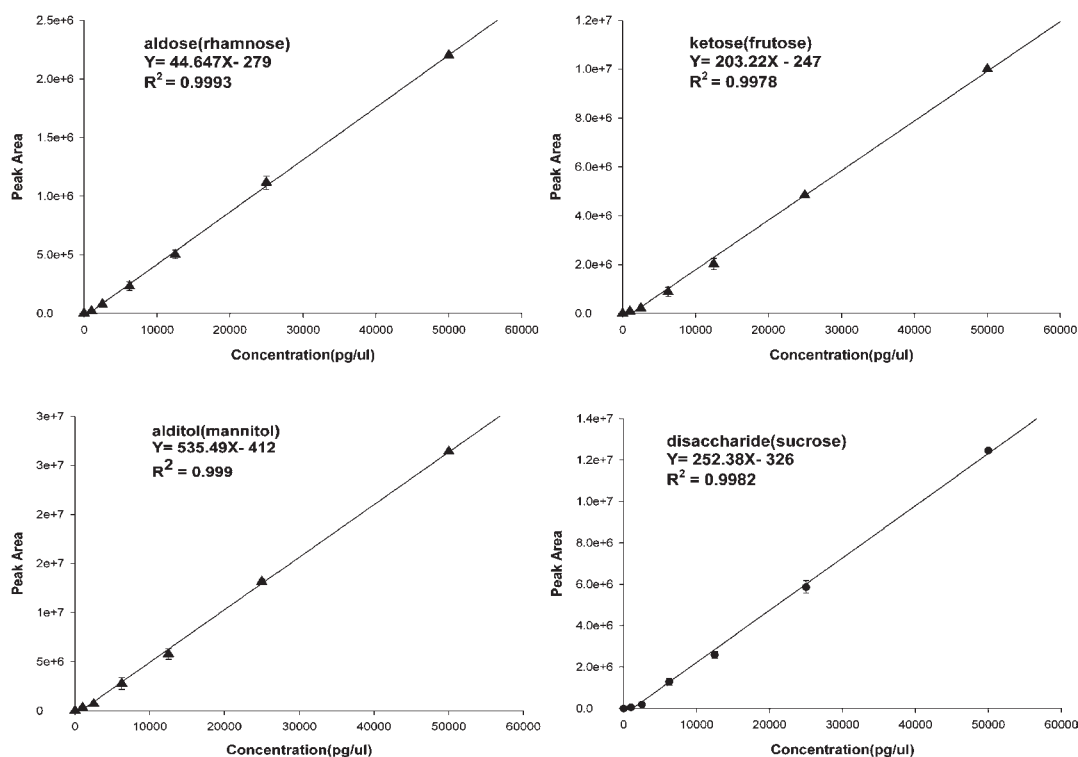 aldose(rhamnose)
Y= 44.647X- 279
R2 = 0.9993
2.5e+6
2.0e+6
1.5e+6
1.0e+6
5.0e+5
0.0
Peak Area
0 10000 20000 30000 40000 50000 60000
Concentration(pg/ul)
ketose(frutose)
Y= 203.22X - 247
R2 = 0.9978
1.2e+7
1.0e+7
8.0e+6
6.0e+6
4.0e+6
2.0e+6
0.0
Peak Area
0 10000 20000 30000 40000 50000 60000
Concentration(pg/ul)
alditol(mannitol)
Y= 535.49X- 412
R2 = 0.999
3e+7
3e+7
2e+7
2e+7
1e+7
5e+6
0
Peak Area
0 10000 20000 30000 40000 50000 60000
Concentration(pg/ul)
disaccharide(sucrose)
Y= 252.38X- 326
R2 = 0.9982
1.4e+7
1.2e+7
1.0e+7
8.0e+6
6.0e+6
4.0e+6
2.0e+6
0.0
Peak Area
0 10000 20000 30000 40000 50000 60000
Concentration(pg/ul)